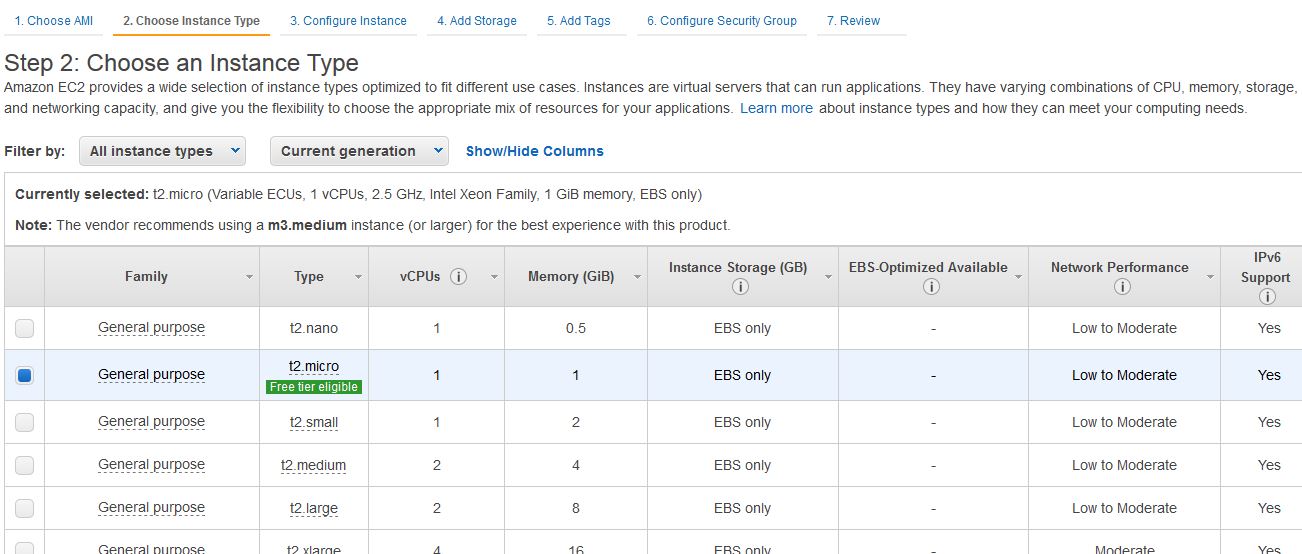 1. Choose AMI 2. Choose Instance Type 3. Configure Instance 4. Add Storage 5. Add Tags 6. Configure Security Group 7. Review
Step 2: Choose an Instance Type
Amazon EC2 provides a wide selection of instance types optimized to fit different use cases. Instances are virtual servers that can run applications. They have varying combinations of CPU, memory, storage,
and networking capacity, and give you the flexibility to choose the appropriate mix of resources for your applications. Learn more about instance types and how they can meet your computing needs.
Filter by: All instance types Current generation Show/Hide Columns
Currently selected: t2.micro (Variable ECUs, 1 vCPUs, 2.5 GHz, Intel Xeon Family, 1 GiB memory, EBS only)
Note: The vendor recommends using a m3.medium instance (or larger) for the best experience with this product.
Family Type vCPUs Memory (GiB) Instance Storage (GB) EBS-Optimized Available Network Performance IPv6 Support
General purpose t2.nano 1 0.5 EBS only - Low to Moderate Yes
General purpose t2.micro Free tier eligible 1 1 EBS only - Low to Moderate Yes
General purpose t2.small 1 2 EBS only - Low to Moderate Yes
General purpose t2.medium 2 4 EBS only - Low to Moderate Yes
General purpose t2.large 2 8 EBS only - Low to Moderate Yes
General purpose t2.xlarge 4 16 EBS only - Moderate Yes